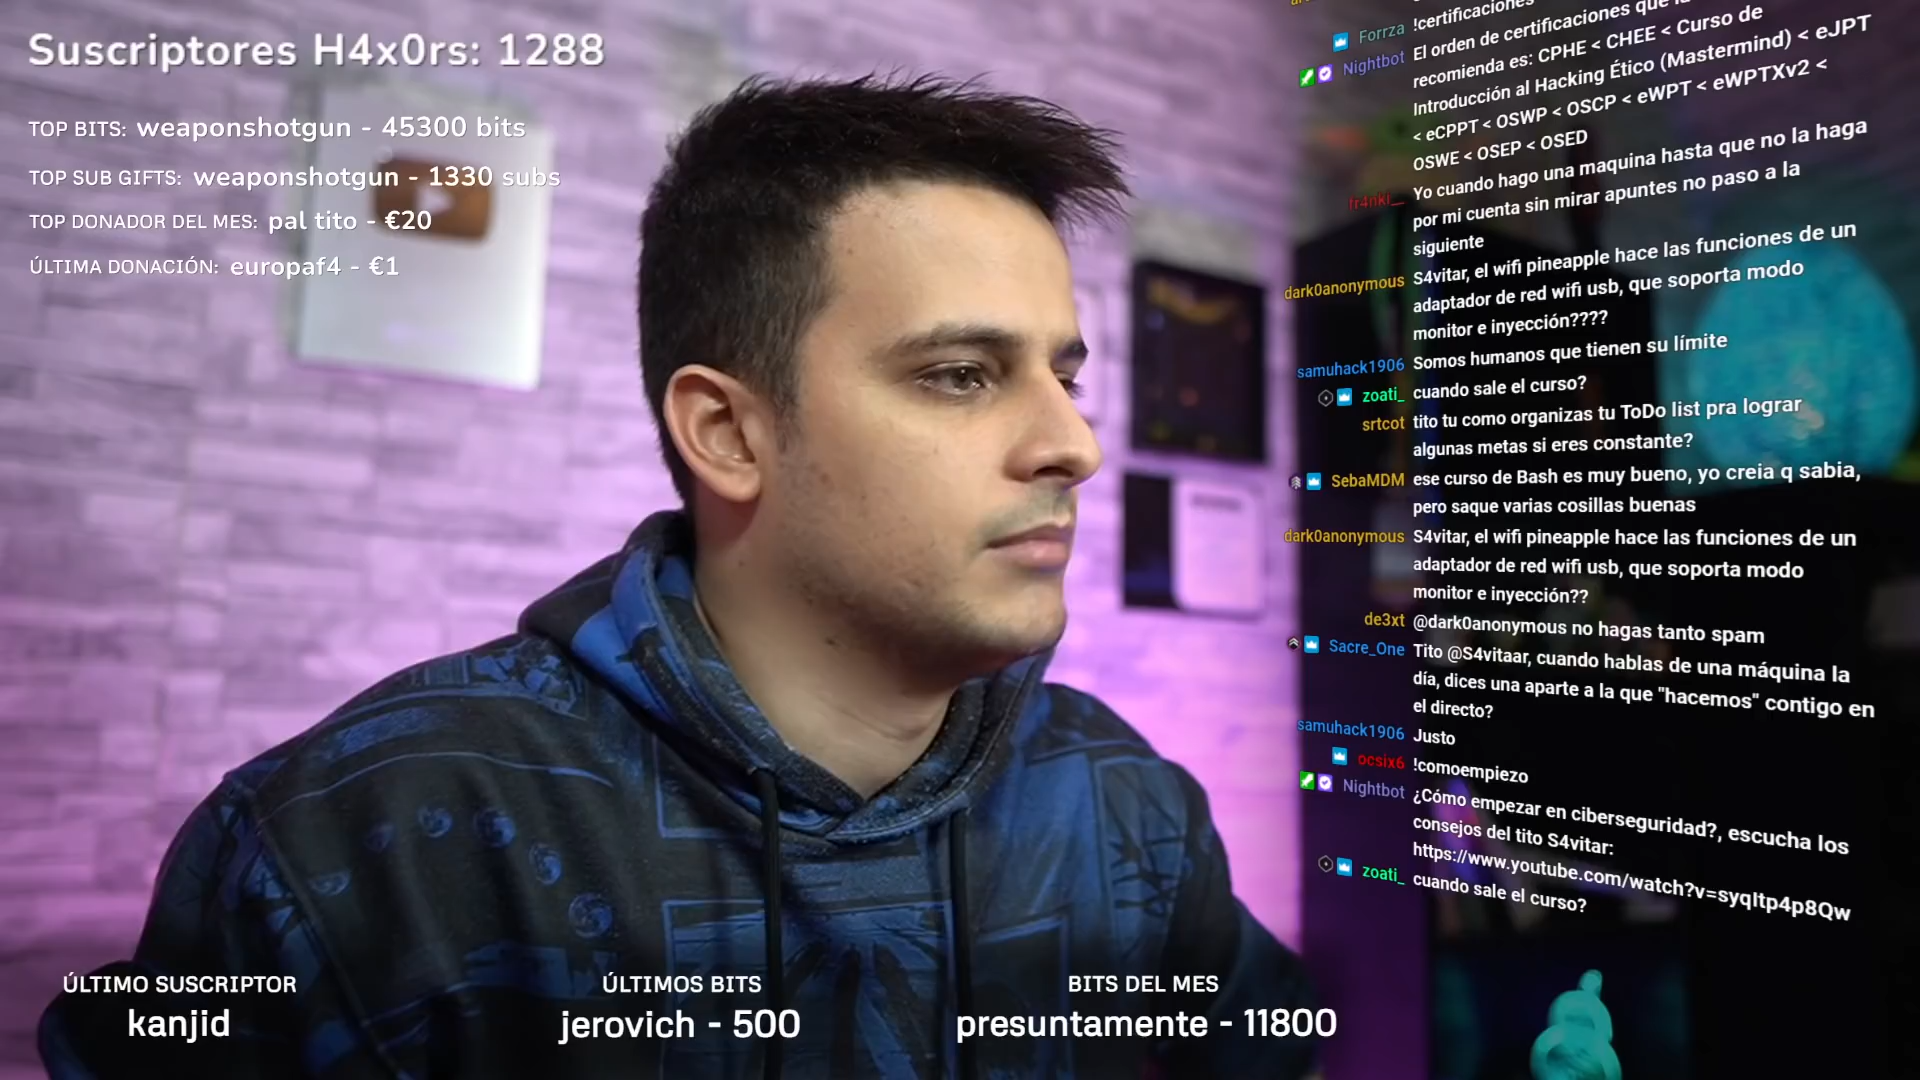 Suscriptores H4x0rs: 1288
TOP BITS: weaponshotgun - 45300 bits
TOP SUB GIFTS: weaponshotgun - 1330 subs
TOP DONADOR DEL MES: pal tito - €20
ÚLTIMA DONACIÓN: europaf4 - €1
Forrza !certificaciones
Nightbot El orden de certificaciones que
recomienda es: CPHE < CHEE < Curso de
Introducción al Hacking Ético (Mastermind) < eJPT
< eCPPT < OSWP < OSCP < eWPT < eWPTXv2 <
OSWE < OSEP < OSED
fr4nki__ Yo cuando hago una maquina hasta que no la haga
por mi cuenta sin mirar apuntes no paso a la
siguiente
dark0anonymous S4vitar, el wifi pineapple hace las funciones de un
adaptador de red wifi usb, que soporta modo
monitor e inyección????
samuhack1906 Somos humanos que tienen su límite
zoati_ cuando sale el curso?
srtcot tito tu como organizas tu ToDo list pra lograr
algunas metas si eres constante?
SebaMDM ese curso de Bash es muy bueno, yo creia q sabia,
pero saque varias cosillas buenas
dark0anonymous S4vitar, el wifi pineapple hace las funciones de un
adaptador de red wifi usb, que soporta modo
monitor e inyección??
de3xt @dark0anonymous no hagas tanto spam
Sacre_One Tito @S4vitaar, cuando hablas de una máquina la
día, dices una aparte a la que "hacemos" contigo en
el directo?
samuhack1906 Justo
ocsix6 !comoempiezo
Nightbot ¿Cómo empezar en ciberseguridad?, escucha los
consejos del tito S4vitar:
https://www.youtube.com/watch?v=syqltp4p8Qw
zoati_ cuando sale el curso?
ÚLTIMO SUSCRIPTOR
kanjid
ÚLTIMOS BITS
jerovich - 500
BITS DEL MES
presuntamente - 11800